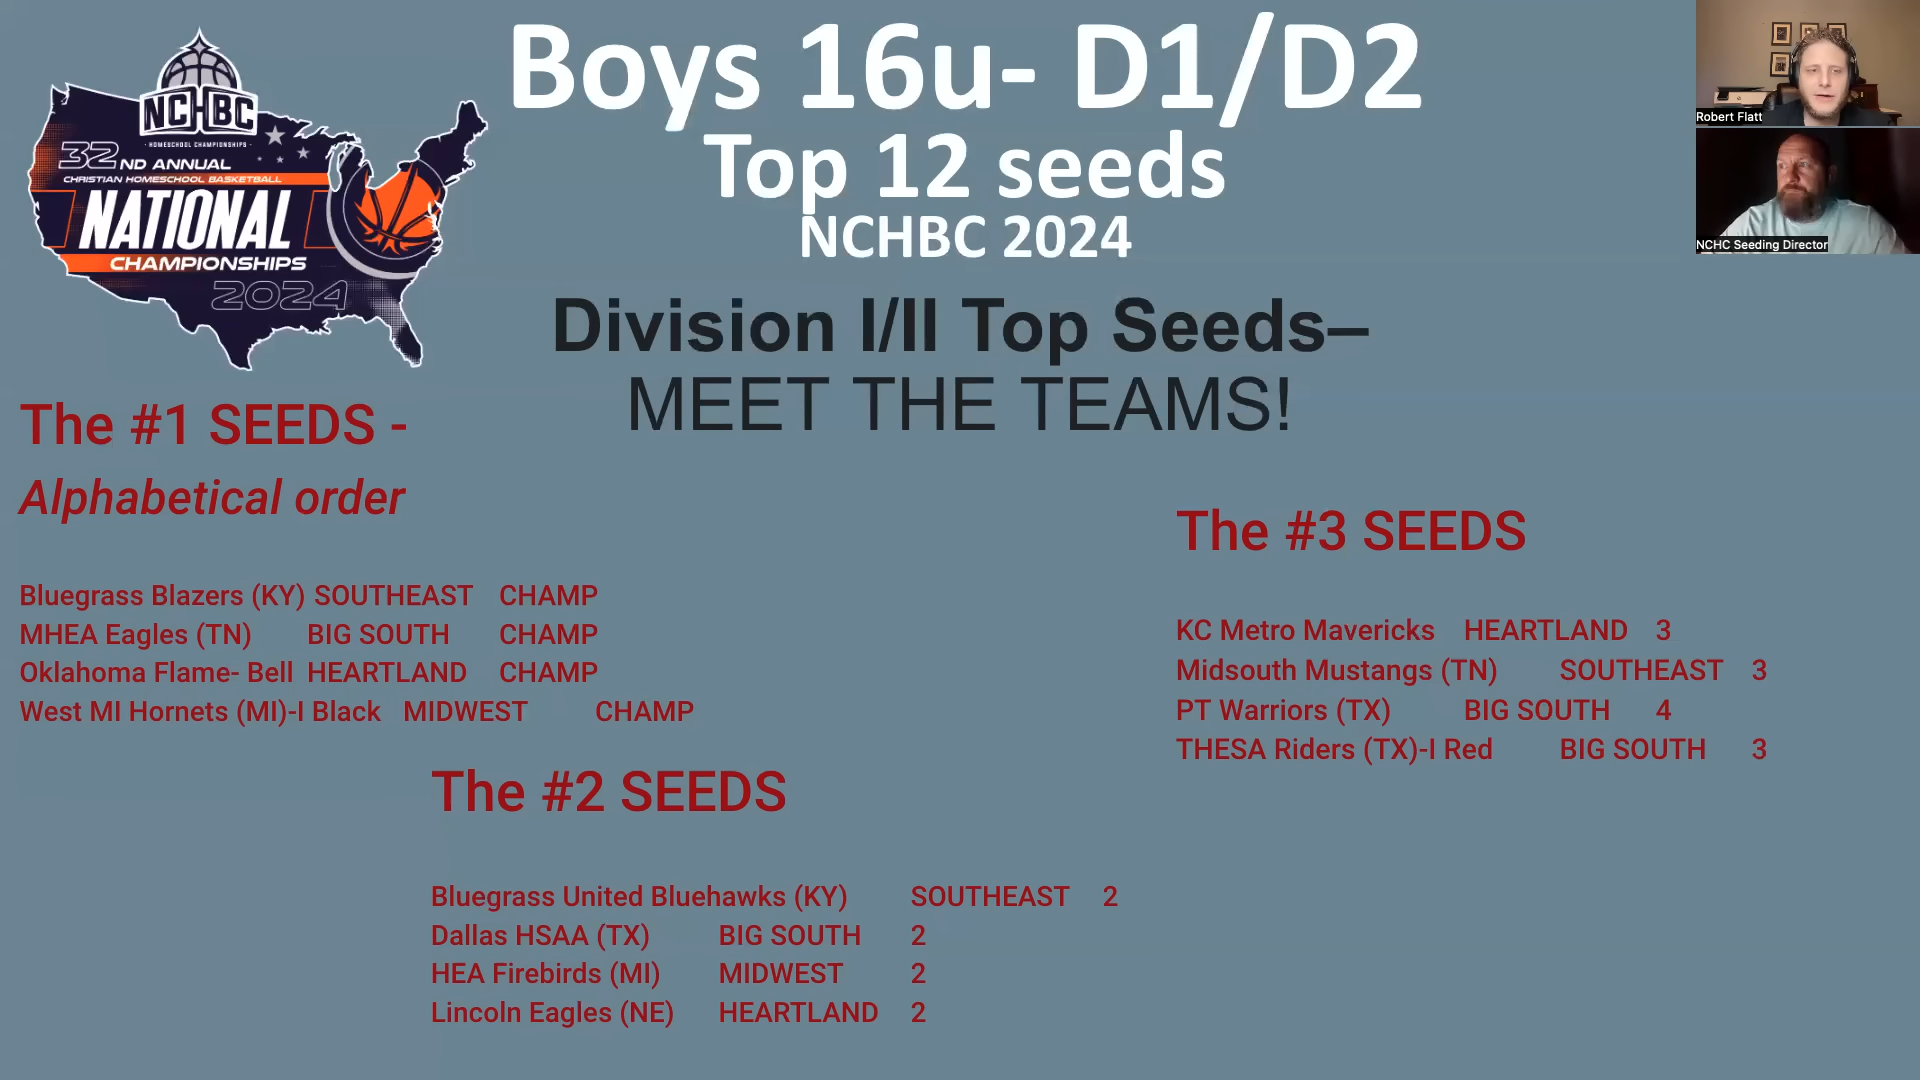 Boys 16u- D1/D2
Top 12 seeds
NCHBC 2024
NCHBC
- HOMESCHOOL CHAMPIONSHIPS -
32ND ANNUAL
CHRISTIAN HOMESCHOOL BASKETBALL
NATIONAL
CHAMPIONSHIPS
2024
Robert Flatt
NCHC Seeding Director
Division I/II Top Seeds–
MEET THE TEAMS!
The #1 SEEDS -
Alphabetical order
Bluegrass Blazers (KY) SOUTHEAST CHAMP
MHEA Eagles (TN) BIG SOUTH CHAMP
Oklahoma Flame- Bell HEARTLAND CHAMP
West MI Hornets (MI)-I Black MIDWEST CHAMP
The #2 SEEDS
Bluegrass United Bluehawks (KY) SOUTHEAST 2
Dallas HSAA (TX) BIG SOUTH 2
HEA Firebirds (MI) MIDWEST 2
Lincoln Eagles (NE) HEARTLAND 2
The #3 SEEDS
KC Metro Mavericks HEARTLAND 3
Midsouth Mustangs (TN) SOUTHEAST 3
PT Warriors (TX) BIG SOUTH 4
THESA Riders (TX)-I Red BIG SOUTH 3